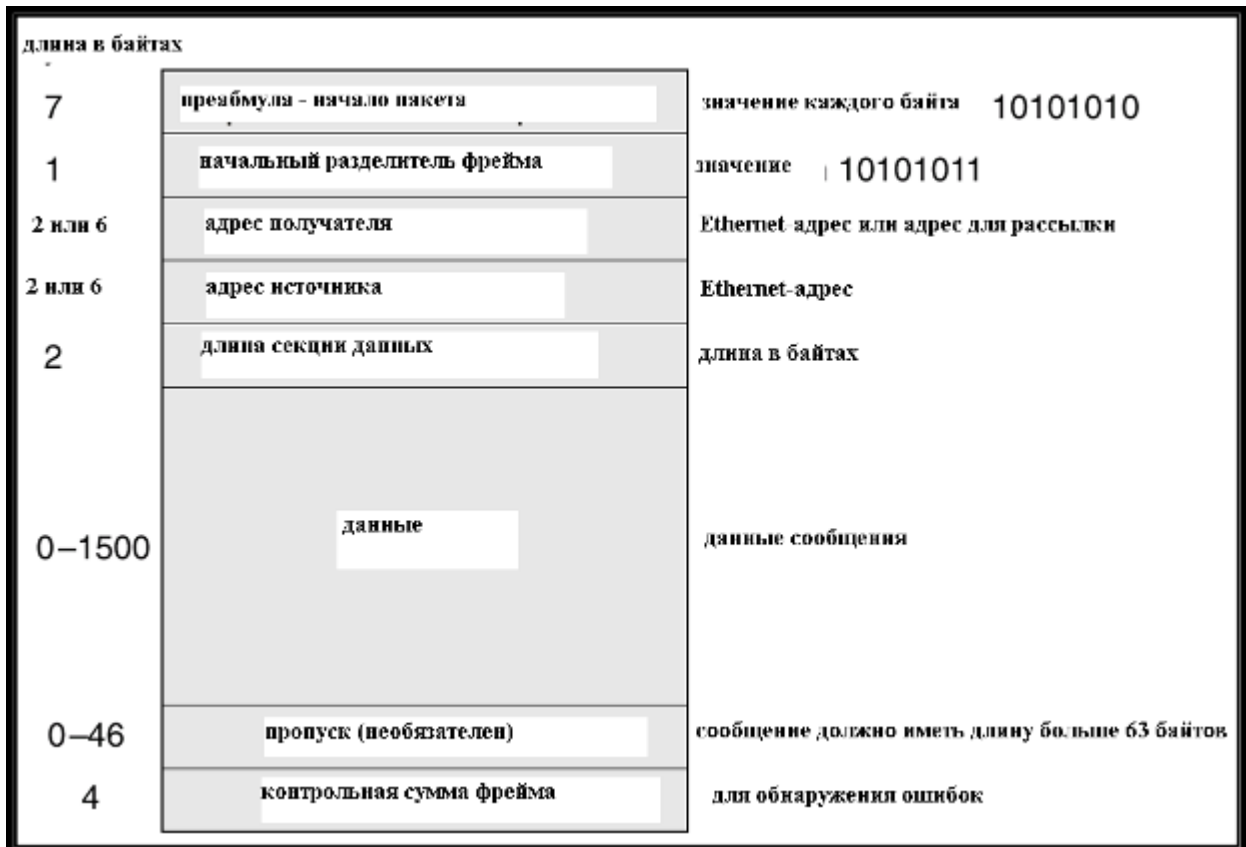 длина в байтах
7 преабмула - начало пакета значение каждого байта 10101010
1 начальный разделитель фрейма значение 10101011
2 или 6 адрес получателя Ethernet-адрес или адрес для рассылки
2 или 6 адрес источника Ethernet-адрес
2 длина секции данных длина в байтах
0–1500 данные данные сообщения
0–46 пропуск (необязателен) сообщение должно иметь длину больше 63 байтов
4 контрольная сумма фрейма для обнаружения ошибок